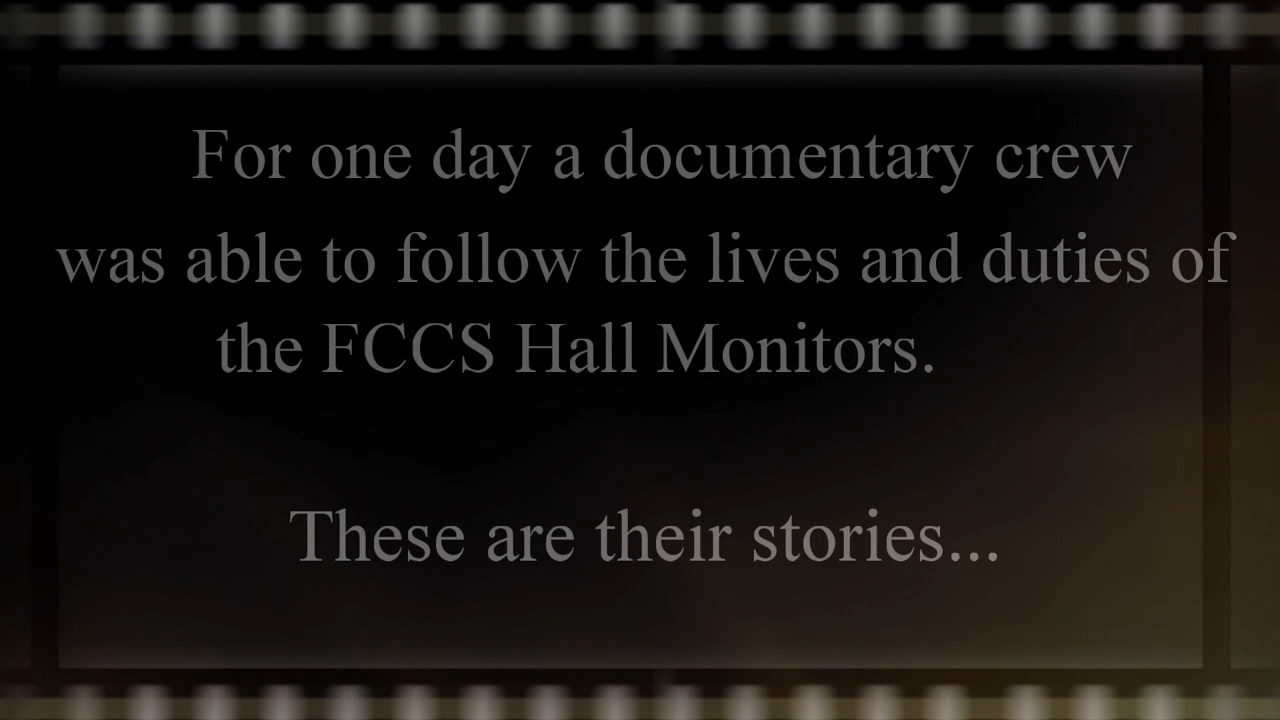 For one day a documentary crew
was able to follow the lives and duties of
the FCCS Hall Monitors.
These are their stories...